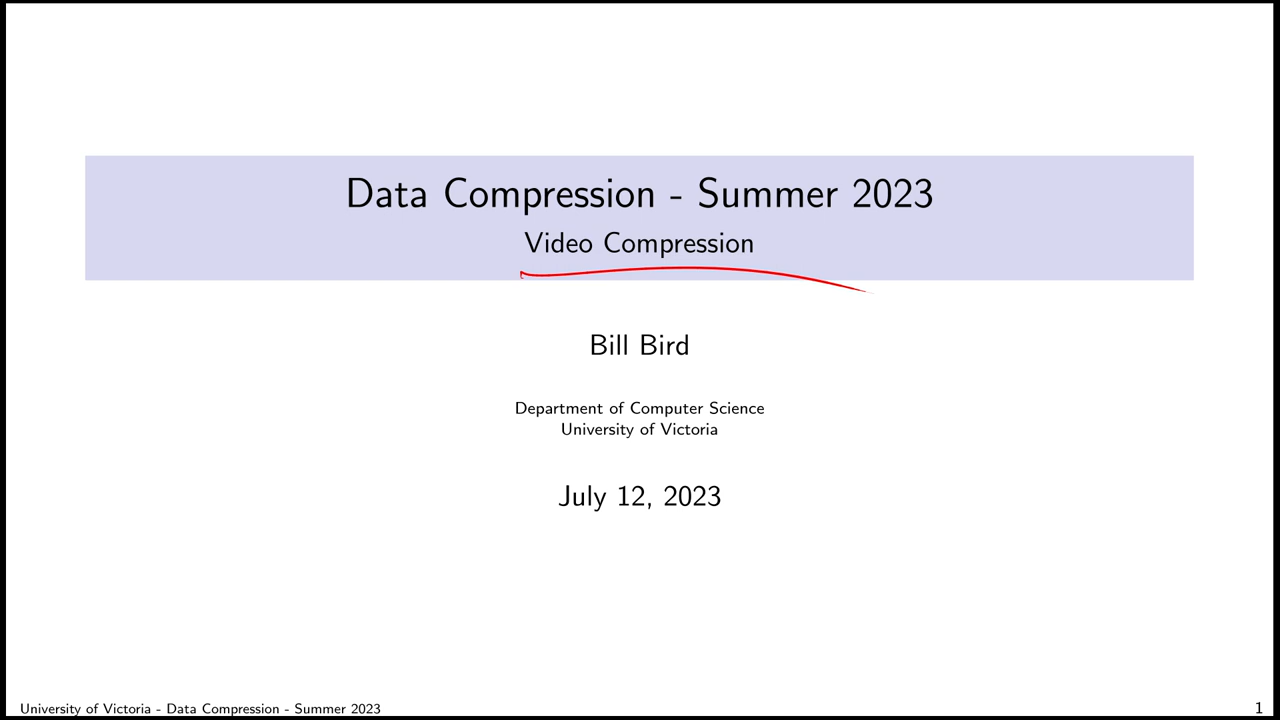 Data Compression - Summer 2023
Video Compression
Bill Bird
Department of Computer Science
University of Victoria
July 12, 2023
University of Victoria - Data Compression - Summer 2023
1